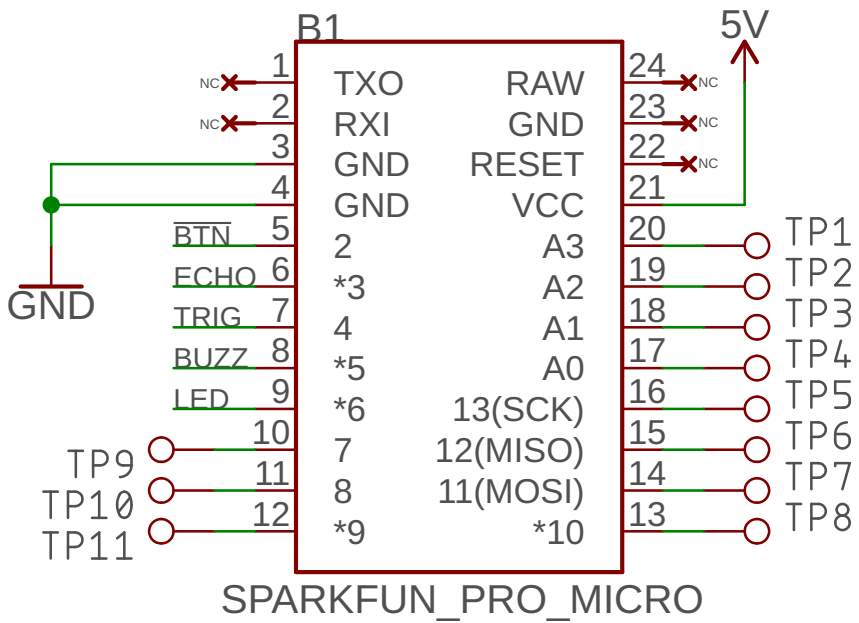 B1
5V
NC 1 TXO RAW 24 NC
NC 2 RXI GND 23 NC
3 GND RESET 22 NC
4 GND VCC 21
BTN 5 2 A3 20 TP1
ECHO 6 *3 A2 19 TP2
TRIG 7 4 A1 18 TP3
BUZZ 8 *5 A0 17 TP4
LED 9 *6 13(SCK) 16 TP5
TP9 10 7 12(MISO) 15 TP6
TP10 11 8 11(MOSI) 14 TP7
TP11 12 *9 *10 13 TP8
GND
SPARKFUN_PRO_MICRO